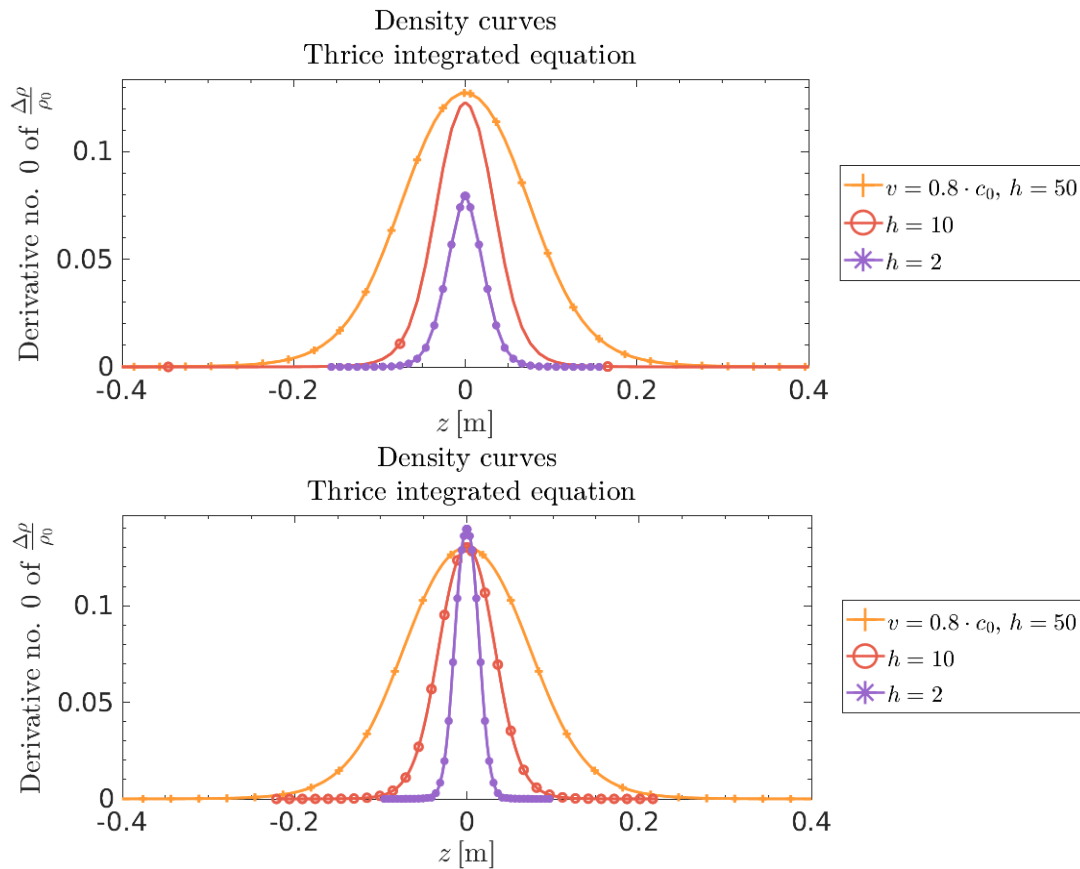 Density curves
Thrice integrated equation
Derivative no. 0 of Δρ/ρ₀
0.1
0.05
0
-0.4
-0.2
0
0.2
0.4
z [m]
v = 0.8 · c₀, h = 50
h = 10
h = 2
Density curves
Thrice integrated equation
Derivative no. 0 of Δρ/ρ₀
0.1
0.05
0
-0.4
-0.2
0
0.2
0.4
z [m]
v = 0.8 · c₀, h = 50
h = 10
h = 2